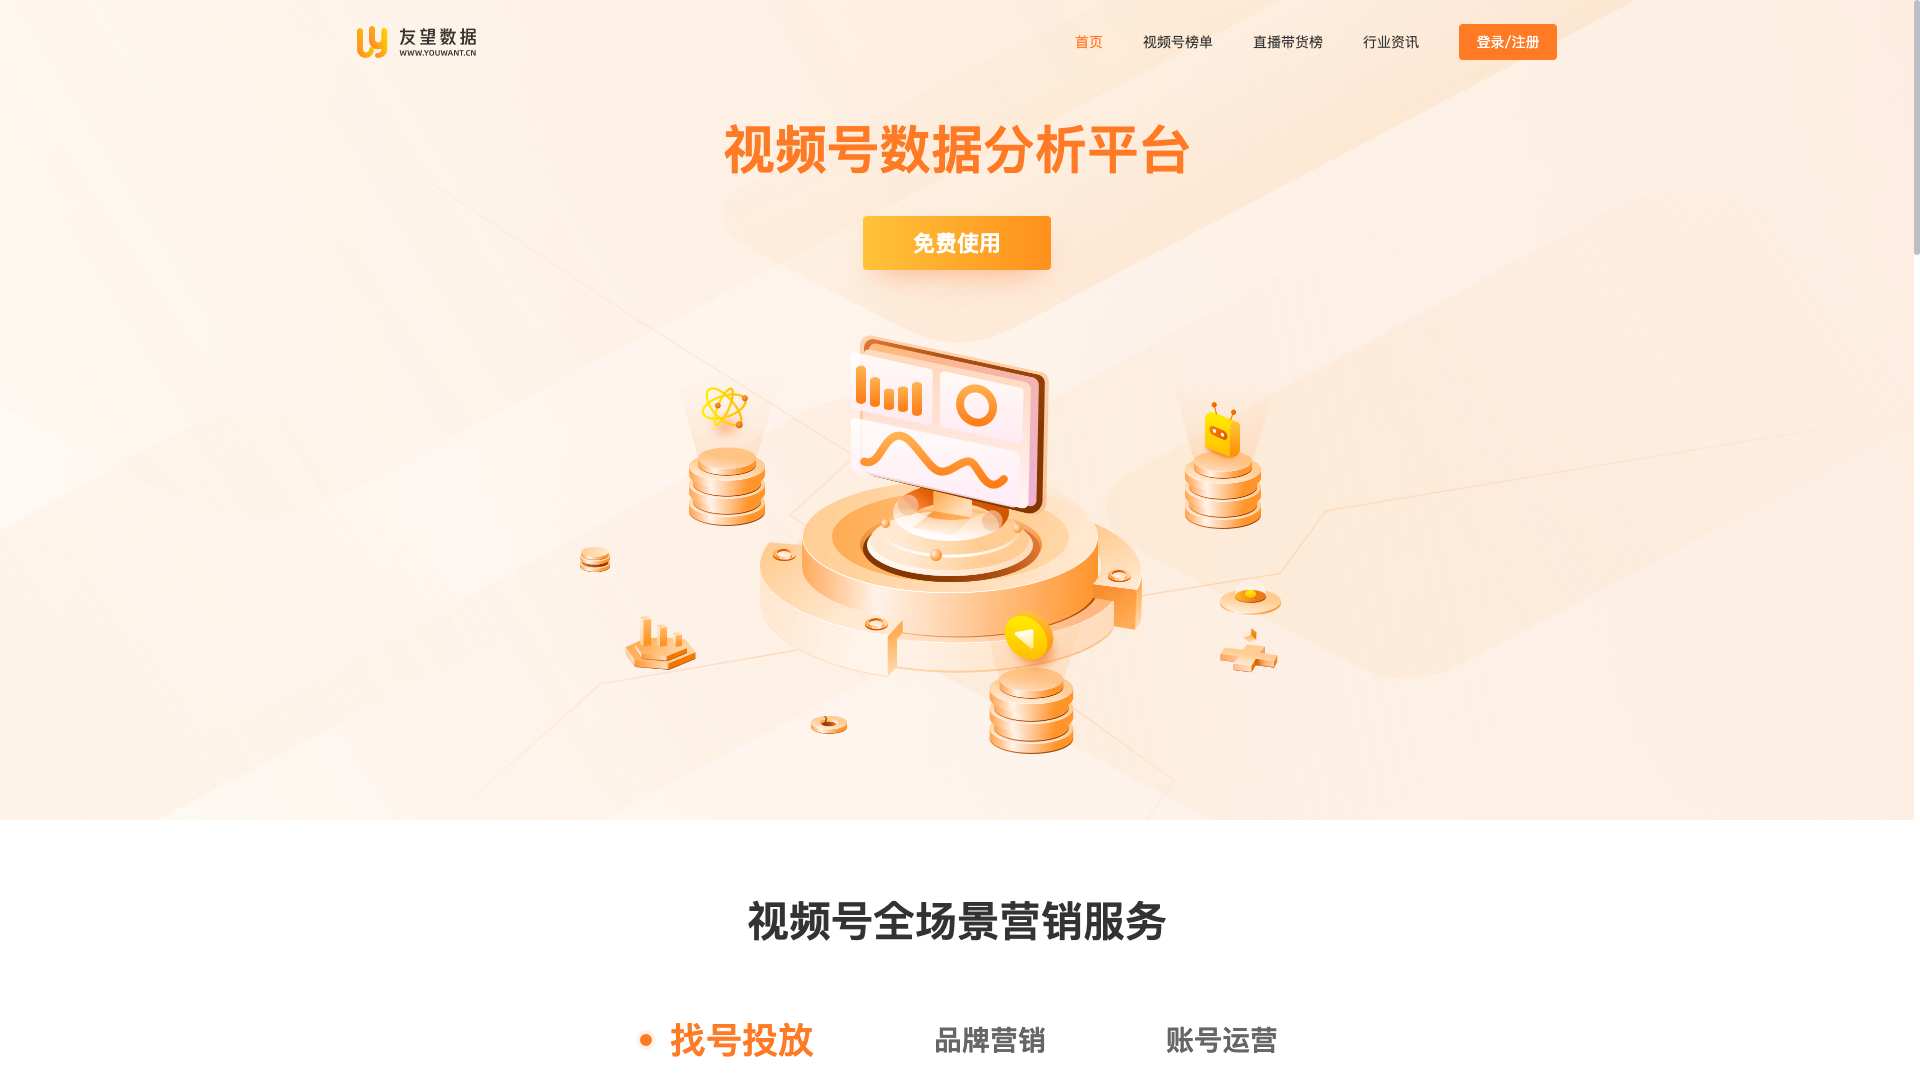 友望数据
WWW.YOUWANT.CN
首页
视频号榜单
直播带货榜
行业资讯
登录/注册
视频号数据分析平台
免费使用
视频号全场景营销服务
找号投放
品牌营销
账号运营